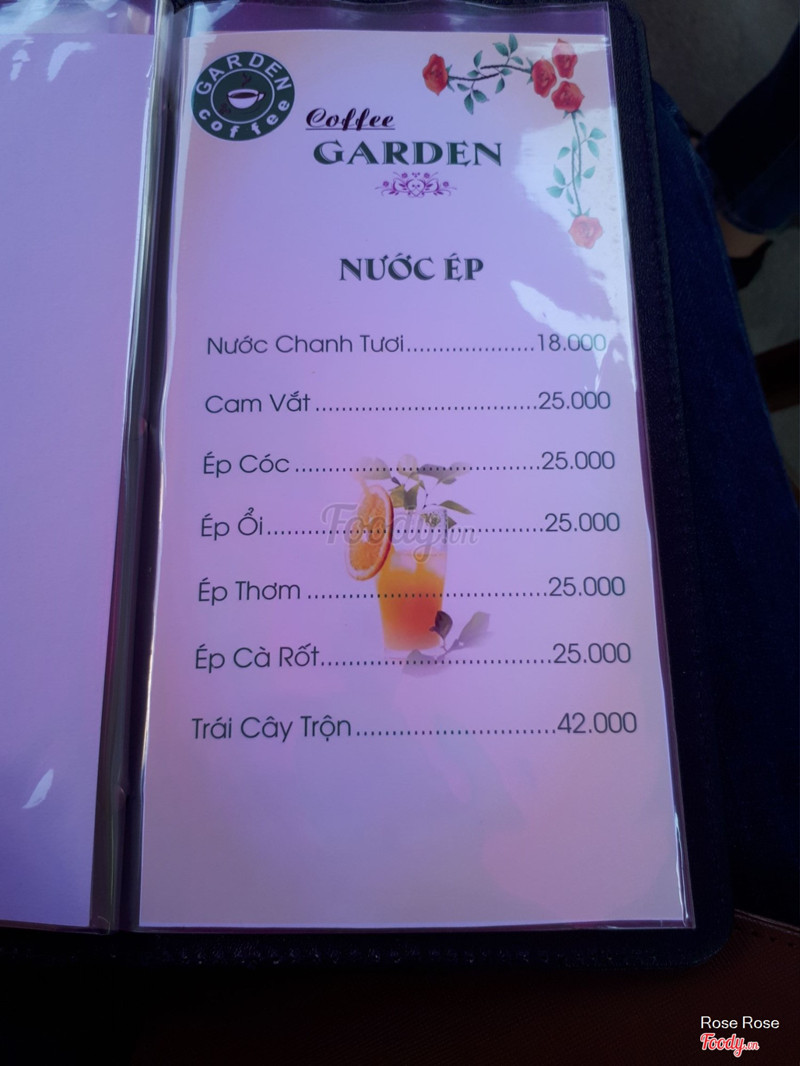 GARDEN
coffee
Coffee
GARDEN
NƯỚC ÉP
Nước Chanh Tươi.....................18.000
Cam Vắt.....................................25.000
Ép Cóc.........................................25.000
Ép Ổi..............................................25.000
Ép Thơm........................................25.000
Ép Cà Rốt......................................25.000
Trái Cây Trộn............................42.000
Foody.vn
Rose Rose
Foody.vn